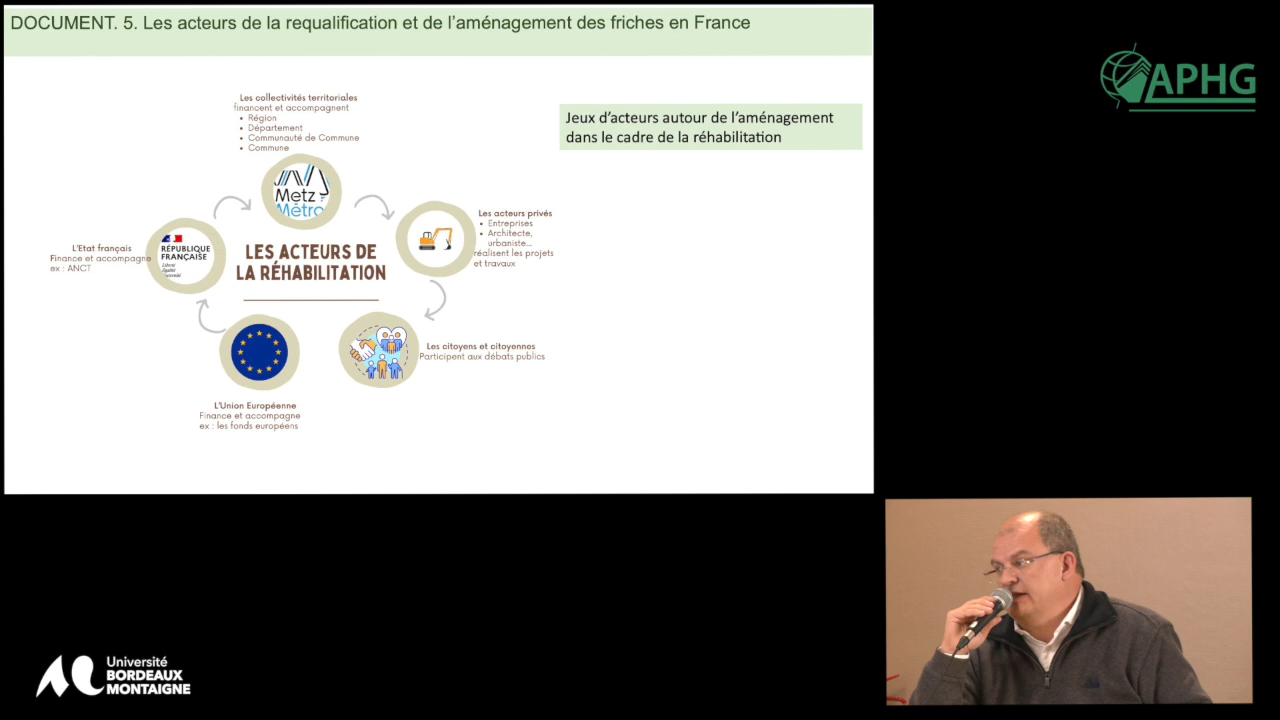 DOCUMENT. 5. Les acteurs de la requalification et de l'aménagement des friches en France
APHG
Les collectivités territoriales
financent et accompagnent
• Région
• Département
• Communauté de Commune
• Commune
Jeux d'acteurs autour de l'aménagement
dans le cadre de la réhabilitation
Metz
Métro
Les acteurs privés
• Entreprises
• Architecte,
urbaniste...
réalisent les projets
et travaux
L'Etat français
Finance et accompagne
ex : ANCT
RÉPUBLIQUE
FRANÇAISE
Liberté
Égalité
Fraternité
LES ACTEURS DE
LA RÉHABILITATION
Les citoyens et citoyennes
Participent aux débats publics
L'Union Européenne
Finance et accompagne
ex : les fonds européens
Université
BORDEAUX
MONTAIGNE